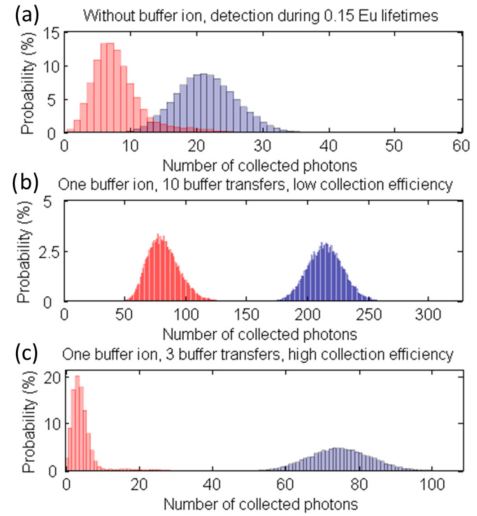 (a)
Without buffer ion, detection during 0.15 Eu lifetimes
Probability (%)
15
10
5
0
0 10 20 30 40 50 60
Number of collected photons
(b)
One buffer ion, 10 buffer transfers, low collection efficiency
Probability (%)
5
2.5
0
0 50 100 150 200 250 300
Number of collected photons
(c)
One buffer ion, 3 buffer transfers, high collection efficiency
Probability (%)
20
10
0
0 20 40 60 80 100
Number of collected photons